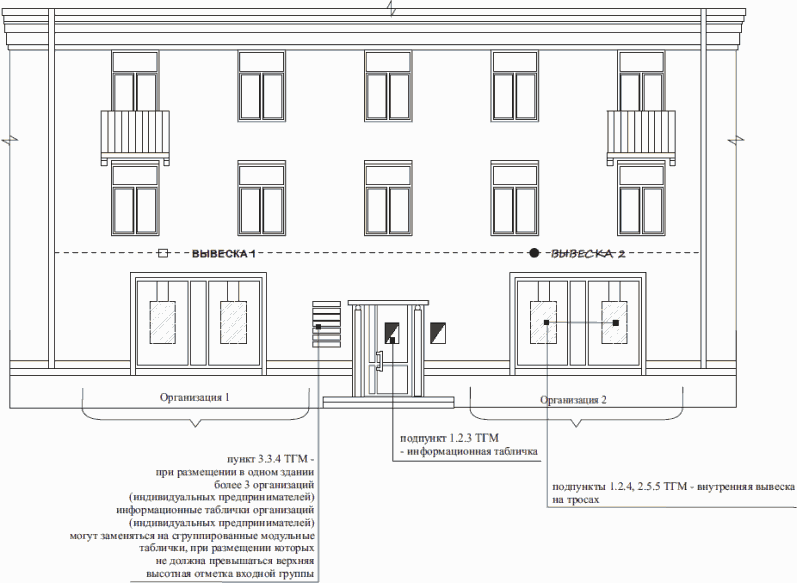 ВЫВЕСКА 1
ВЫВЕСКА 2
Организация 1
Организация 2
пункт 3.3.4 ТГМ -
при размещении в одном здании
более 3 организаций
(индивидуальных предпринимателей)
информационные таблички организаций
(индивидуальных предпринимателей)
могут заменяться на сгруппированные модульные
таблички, при размещении которых
не должна превышаться верхняя
высотная отметка входной группы
подпункт 1.2.3 ТГМ
- информационная табличка
подпункты 1.2.4, 2.5.5 ТГМ - внутренняя вывеска
на тросах